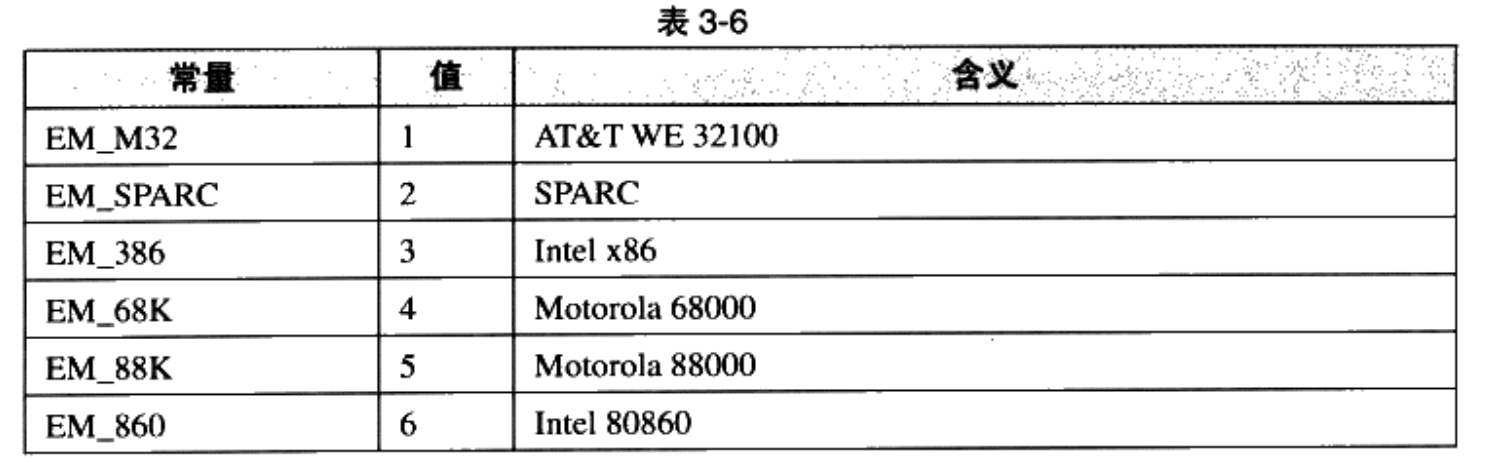 表 3-6
常量 值 含义
EM_M32 1 AT&T WE 32100
EM_SPARC 2 SPARC
EM_386 3 Intel x86
EM_68K 4 Motorola 68000
EM_88K 5 Motorola 88000
EM_860 6 Intel 80860